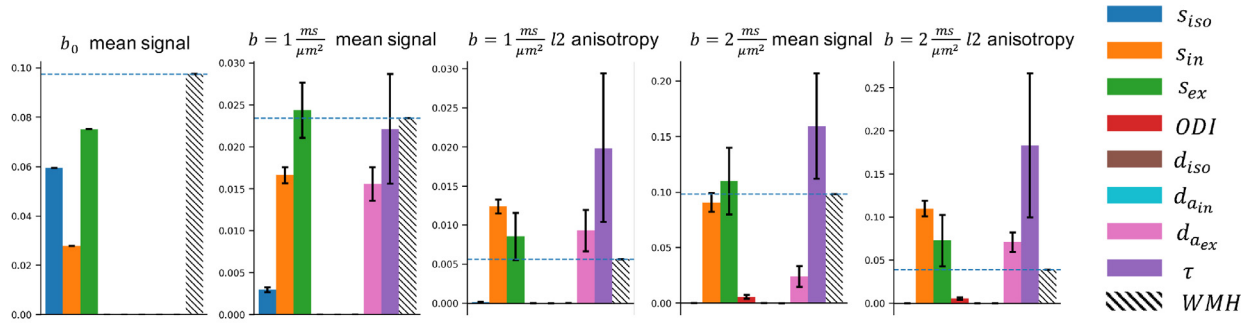 b₀ mean signal
b = 1 ms/μm² mean signal
b = 1 ms/μm² l2 anisotropy
b = 2 ms/μm² mean signal
b = 2 ms/μm² l2 anisotropy
0.10
0.08
0.06
0.04
0.02
0.00
0.030
0.025
0.020
0.015
0.010
0.005
0.000
0.030
0.025
0.020
0.015
0.010
0.005
0.000
0.20
0.15
0.10
0.05
0.00
0.25
0.20
0.15
0.10
0.05
0.00
s_iso
s_in
s_ex
ODI
d_iso
d_a_in
d_a_ex
τ
WMH